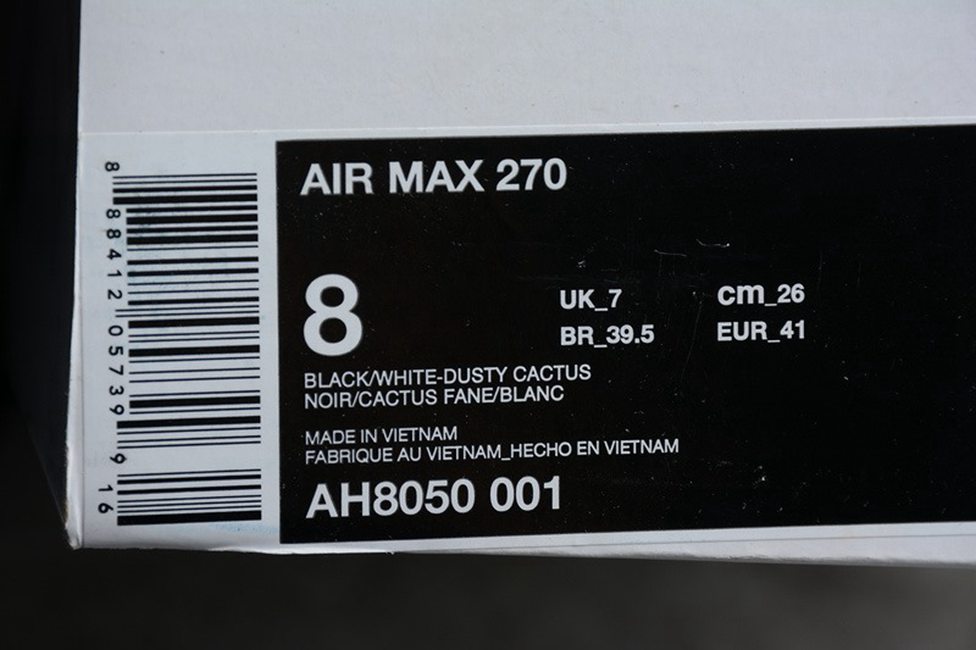 8 88412 05739 9 16
AIR MAX 270
8
UK_7
cm_26
BR_39.5
EUR_41
BLACK/WHITE-DUSTY CACTUS
NOIR/CACTUS FANE/BLANC
MADE IN VIETNAM
FABRIQUE AU VIETNAM_HECHO EN VIETNAM
AH8050 001